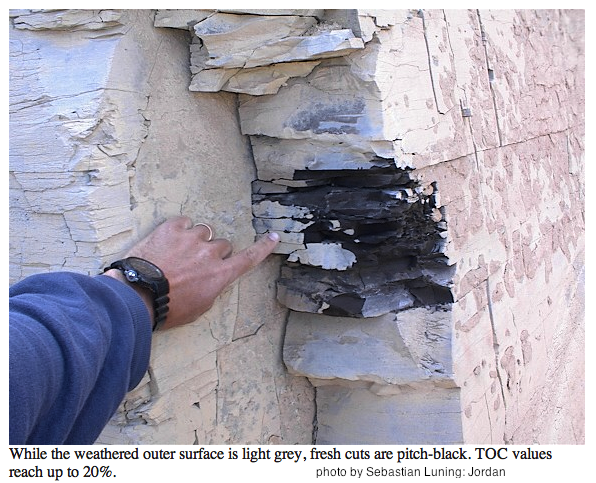 While the weathered outer surface is light grey, fresh cuts are pitch-black. TOC values
reach up to 20%.
photo by Sebastian Luning: Jordan